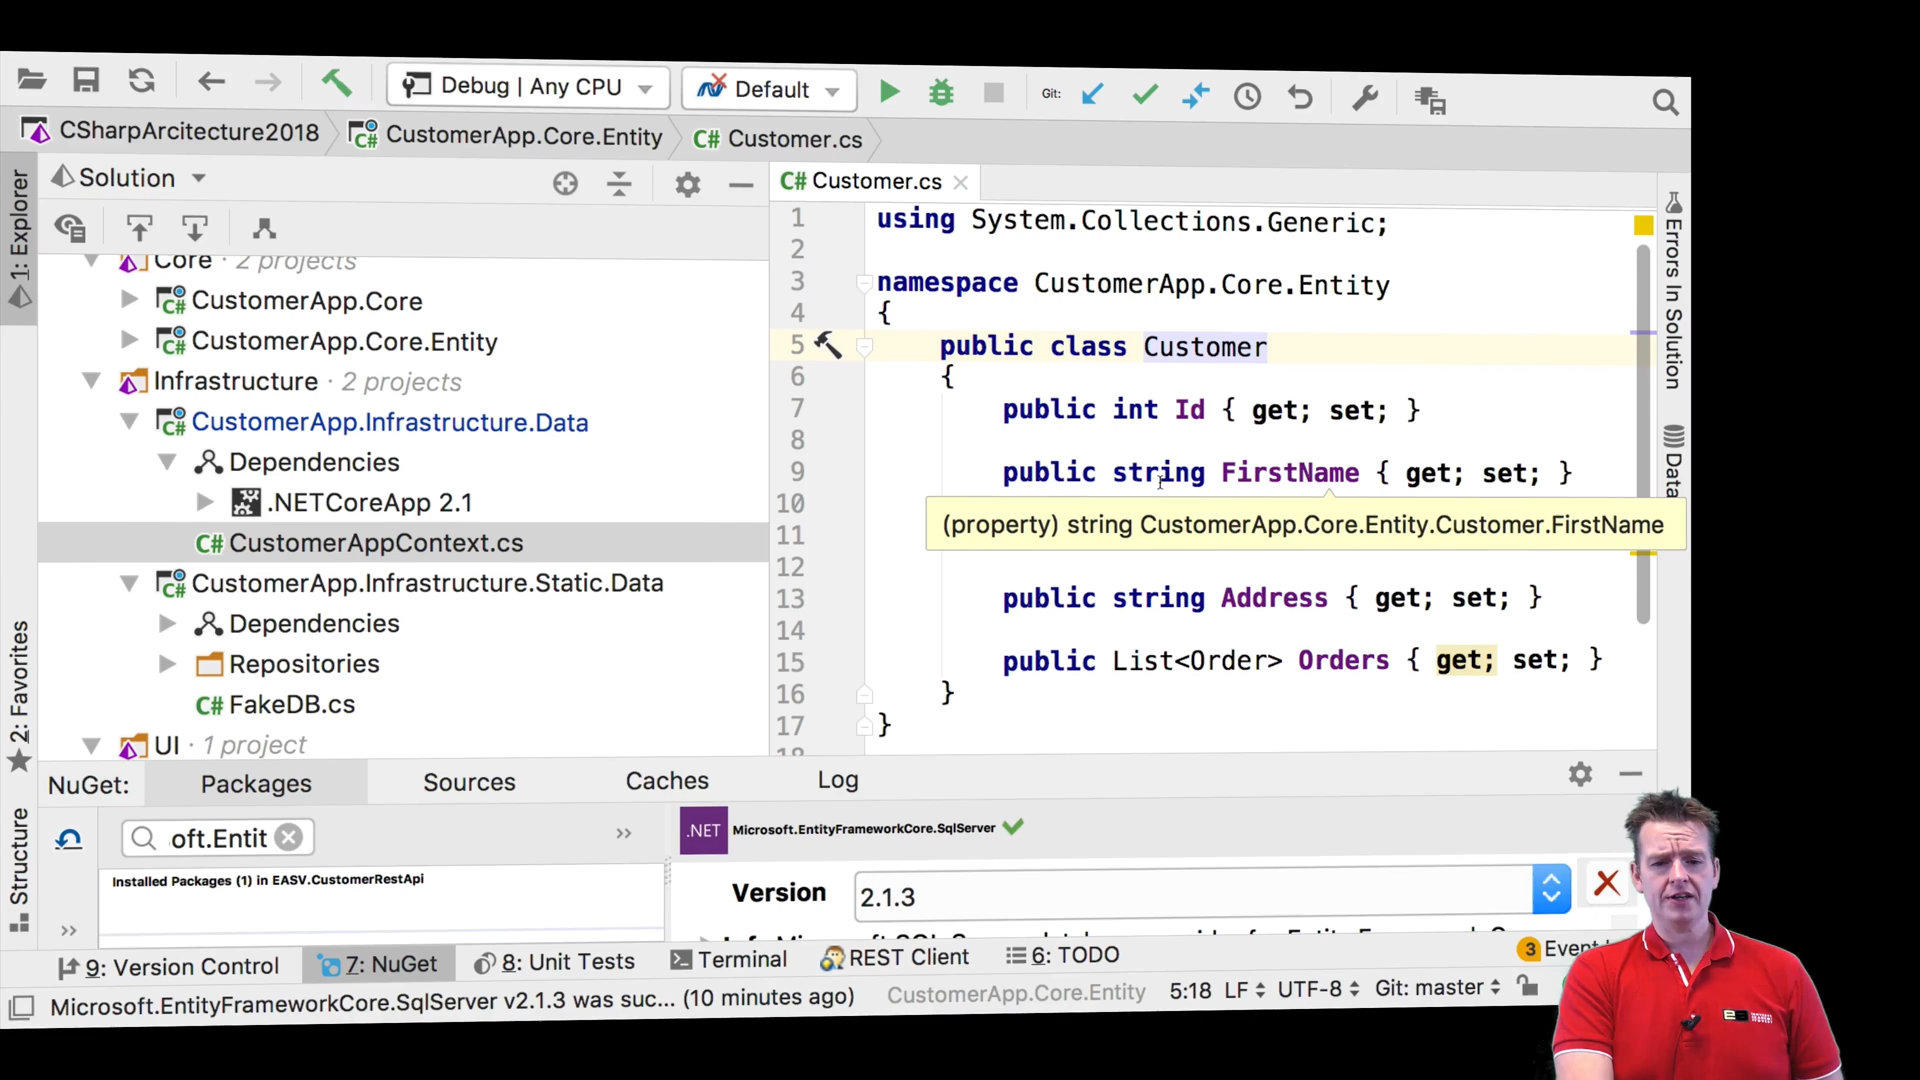 Debug | Any CPU
Default
Git:
CSharpArcitecture2018
CustomerApp.Core.Entity
C# Customer.cs
1: Explorer
Solution
Core · 2 projects
CustomerApp.Core
CustomerApp.Core.Entity
Infrastructure · 2 projects
CustomerApp.Infrastructure.Data
Dependencies
.NETCoreApp 2.1
C# CustomerAppContext.cs
CustomerApp.Infrastructure.Static.Data
Dependencies
Repositories
C# FakeDB.cs
UI · 1 project
2: Favorites
Structure
C# Customer.cs
1 using System.Collections.Generic;
2
3 namespace CustomerApp.Core.Entity
4 {
5 public class Customer
6 {
7 public int Id { get; set; }
8
9 public string FirstName { get; set; }
10
(property) string CustomerApp.Core.Entity.Customer.FirstName
11
12
13 public string Address { get; set; }
14
15 public List<Order> Orders { get; set; }
16 }
17 }
18
Errors In Solution
Data
NuGet: Packages Sources Caches Log
oft.Entit
Installed Packages (1) in EASV.CustomerRestApi
.NET Microsoft.EntityFrameworkCore.SqlServer
Version 2.1.3
9: Version Control
7: NuGet
8: Unit Tests
Terminal
REST Client
6: TODO
3 Event
Microsoft.EntityFrameworkCore.SqlServer v2.1.3 was suc... (10 minutes ago)
CustomerApp.Core.Entity
5:18 LF UTF-8 Git: master